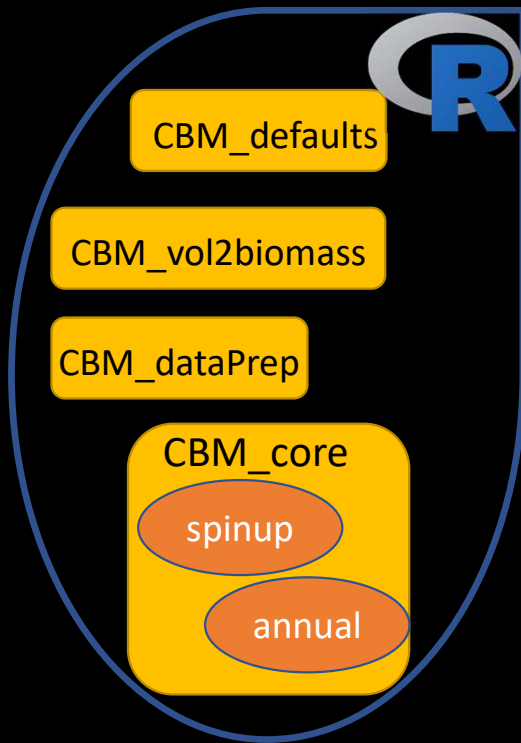 R
CBM_defaults
CBM_vol2biomass
CBM_dataPrep
CBM_core
spinup
annual